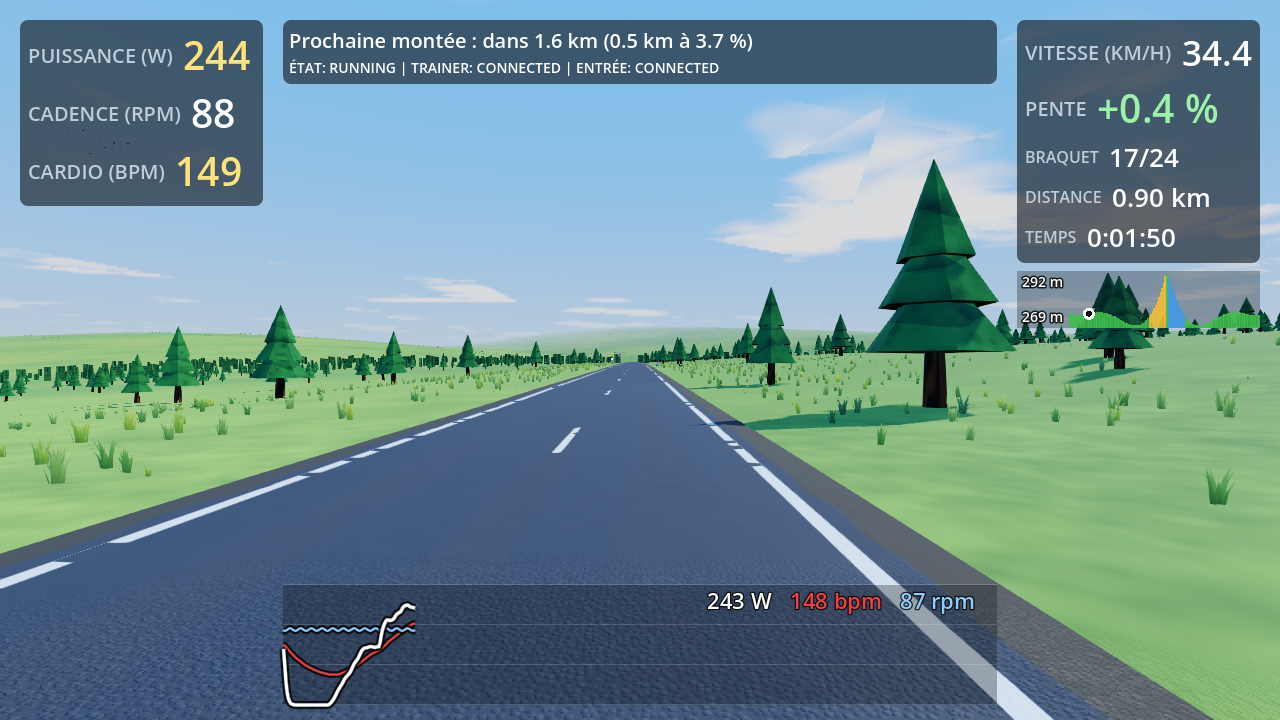 PUISSANCE (W) 244
CADENCE (RPM) 88
CARDIO (BPM) 149
Prochaine montée : dans 1.6 km (0.5 km à 3.7 %)
ÉTAT: RUNNING | TRAINER: CONNECTED | ENTRÉE: CONNECTED
VITESSE (KM/H) 34.4
PENTE +0.4 %
BRAQUET 17/24
DISTANCE 0.90 km
TEMPS 0:01:50
292 m
269 m
243 W 148 bpm 87 rpm